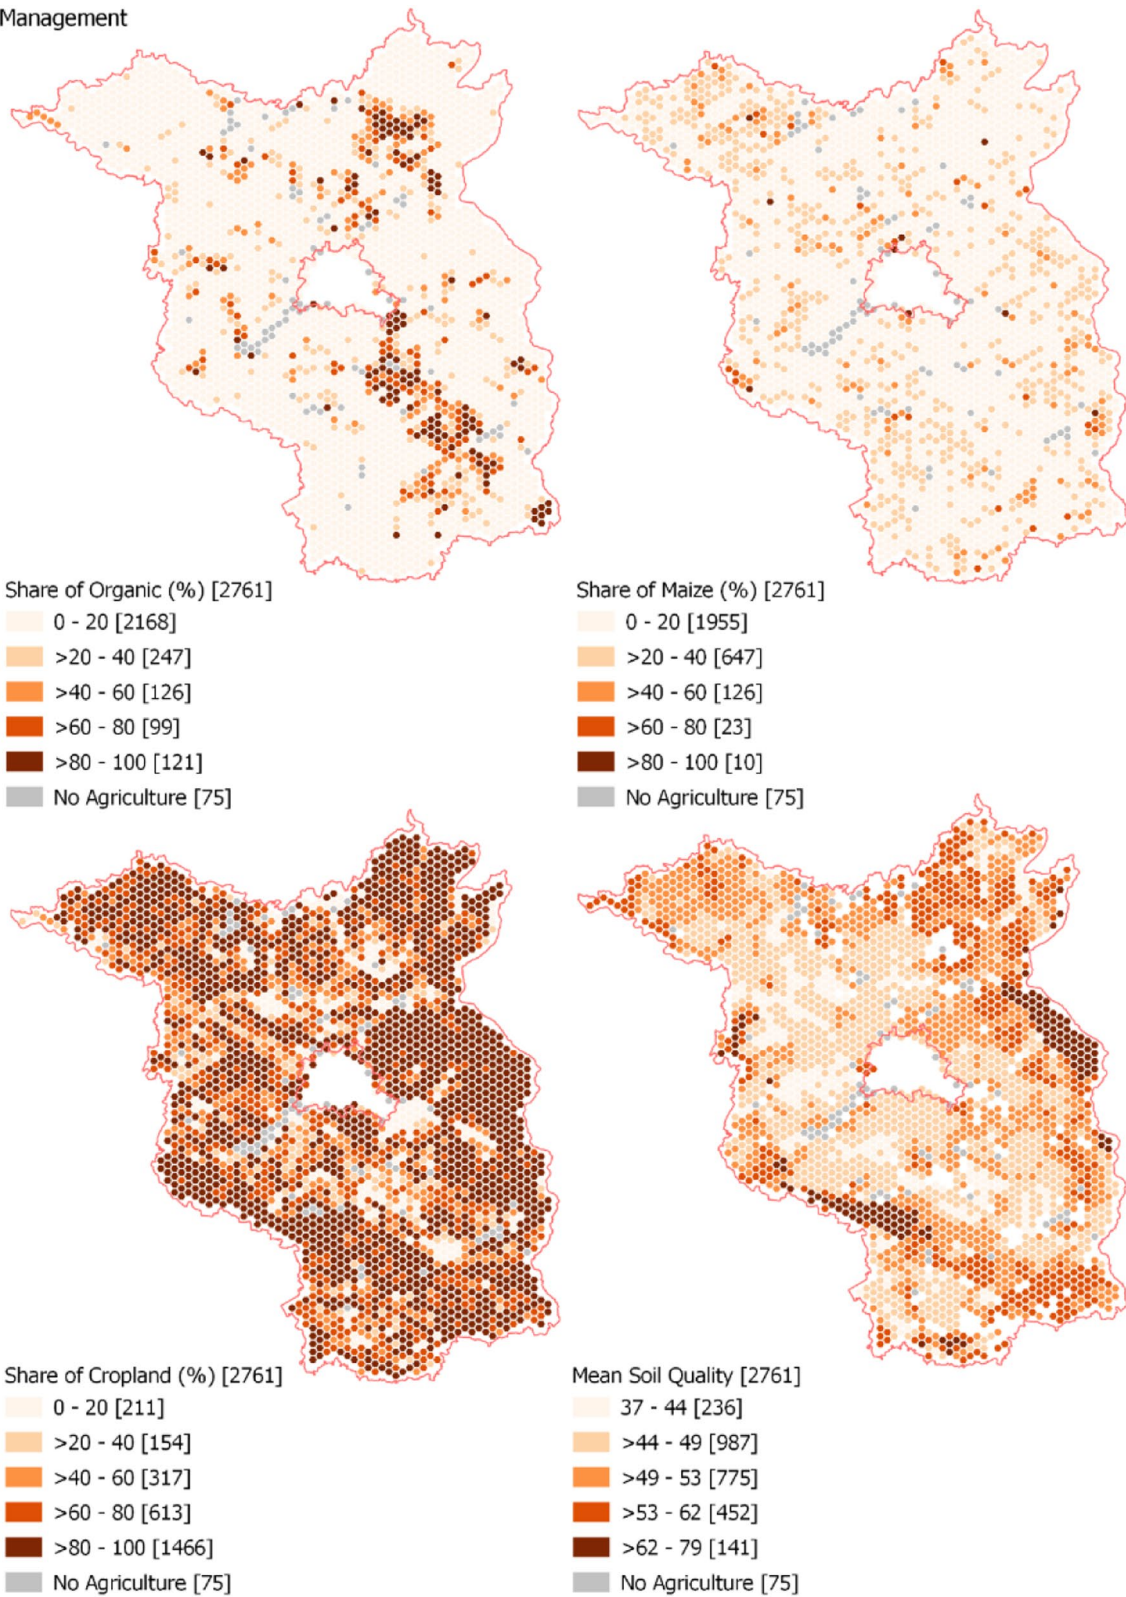 Management
Share of Organic (%) [2761]
0 - 20 [2168]
>20 - 40 [247]
>40 - 60 [126]
>60 - 80 [99]
>80 - 100 [121]
No Agriculture [75]
Share of Maize (%) [2761]
0 - 20 [1955]
>20 - 40 [647]
>40 - 60 [126]
>60 - 80 [23]
>80 - 100 [10]
No Agriculture [75]
Share of Cropland (%) [2761]
0 - 20 [211]
>20 - 40 [154]
>40 - 60 [317]
>60 - 80 [613]
>80 - 100 [1466]
No Agriculture [75]
Mean Soil Quality [2761]
37 - 44 [236]
>44 - 49 [987]
>49 - 53 [775]
>53 - 62 [452]
>62 - 79 [141]
No Agriculture [75]